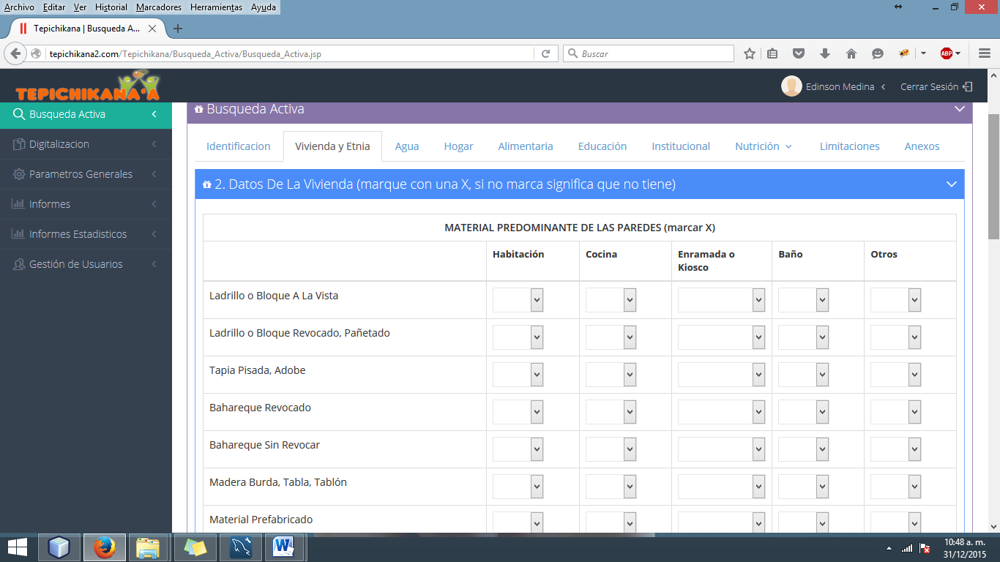 Archivo Editar Ver Historial Marcadores Herramientas Ayuda
Tepichikana | Busqueda A...
tepichikana2.com/Tepichikana/Busqueda_Activa/Busqueda_Activa.jsp
Buscar
ABP
TEPICHIKANA'A
Edinson Medina
Cerrar Sesión
Busqueda Activa
Digitalizacion
Parametros Generales
Informes
Informes Estadisticos
Gestión de Usuarios
Busqueda Activa
Identificacion Vivienda y Etnia Agua Hogar Alimentaria Educación Institucional Nutrición Limitaciones Anexos
2. Datos De La Vivienda (marque con una X, si no marca significa que no tiene)
MATERIAL PREDOMINANTE DE LAS PAREDES (marcar X)
Habitación Cocina Enramada o Kiosco Baño Otros
Ladrillo o Bloque A La Vista
Ladrillo o Bloque Revocado, Pañetado
Tapia Pisada, Adobe
Bahareque Revocado
Bahareque Sin Revocar
Madera Burda, Tabla, Tablón
Material Prefabricado
10:48 a. m.
31/12/2015